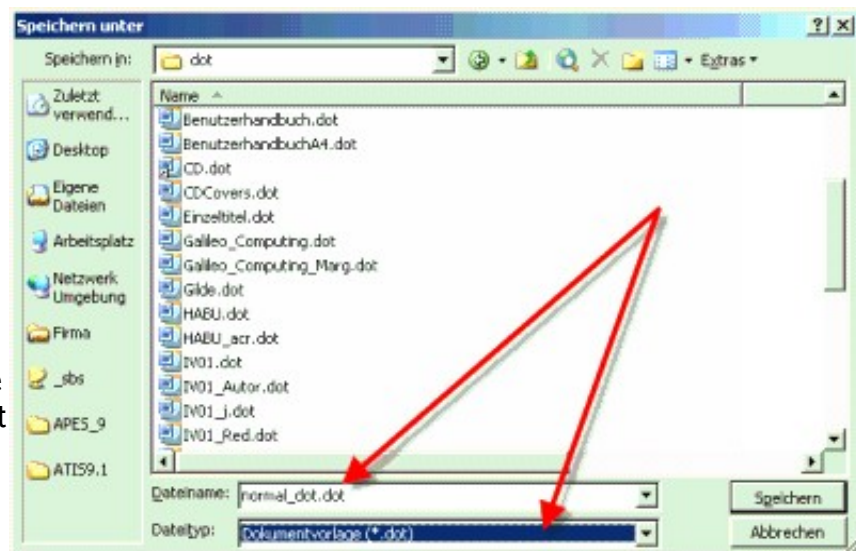 Speichern unter
Speichern in: dot Extras
Zuletzt
verwend...
Desktop
Eigene
Dateien
Arbeitsplatz
Netzwerk
Umgebung
Firma
_sbs
APE5_9
ATI59.1
Name
Benutzerhandbuch.dot
BenutzerhandbuchA4.dot
CD.dot
CDCovers.dot
Einzeltitel.dot
Galileo_Computing.dot
Galileo_Computing_Marg.dot
Gilde.dot
HABU.dot
HABU_acr.dot
IV01.dot
IV01_Autor.dot
IV01_j.dot
IV01_Red.dot
Dateiname: normal_dot.dot Speichern
Dateityp: Dokumentvorlage (*.dot) Abbrechen